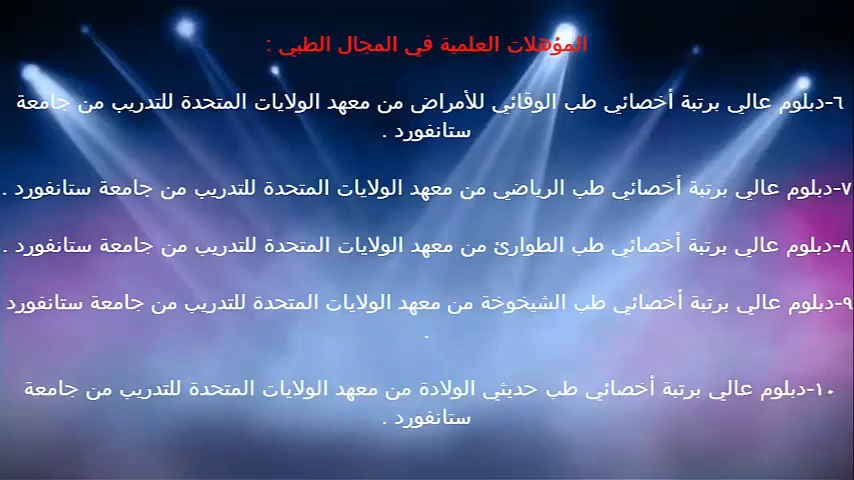 المؤهلات العلمية في المجال الطبي :
٦-دبلوم عالي برتبة أخصائي طب الوقائي للأمراض من معهد الولايات المتحدة للتدريب من جامعة
ستانفورد .
٧-دبلوم عالي برتبة أخصائي طب الرياضي من معهد الولايات المتحدة للتدريب من جامعة ستانفورد .
٨-دبلوم عالي برتبة أخصائي طب الطوارئ من معهد الولايات المتحدة للتدريب من جامعة ستانفورد .
٩-دبلوم عالي برتبة أخصائي طب الشيخوخة من معهد الولايات المتحدة للتدريب من جامعة ستانفورد
.
١٠-دبلوم عالي برتبة أخصائي طب حديثي الولادة من معهد الولايات المتحدة للتدريب من جامعة
ستانفورد .